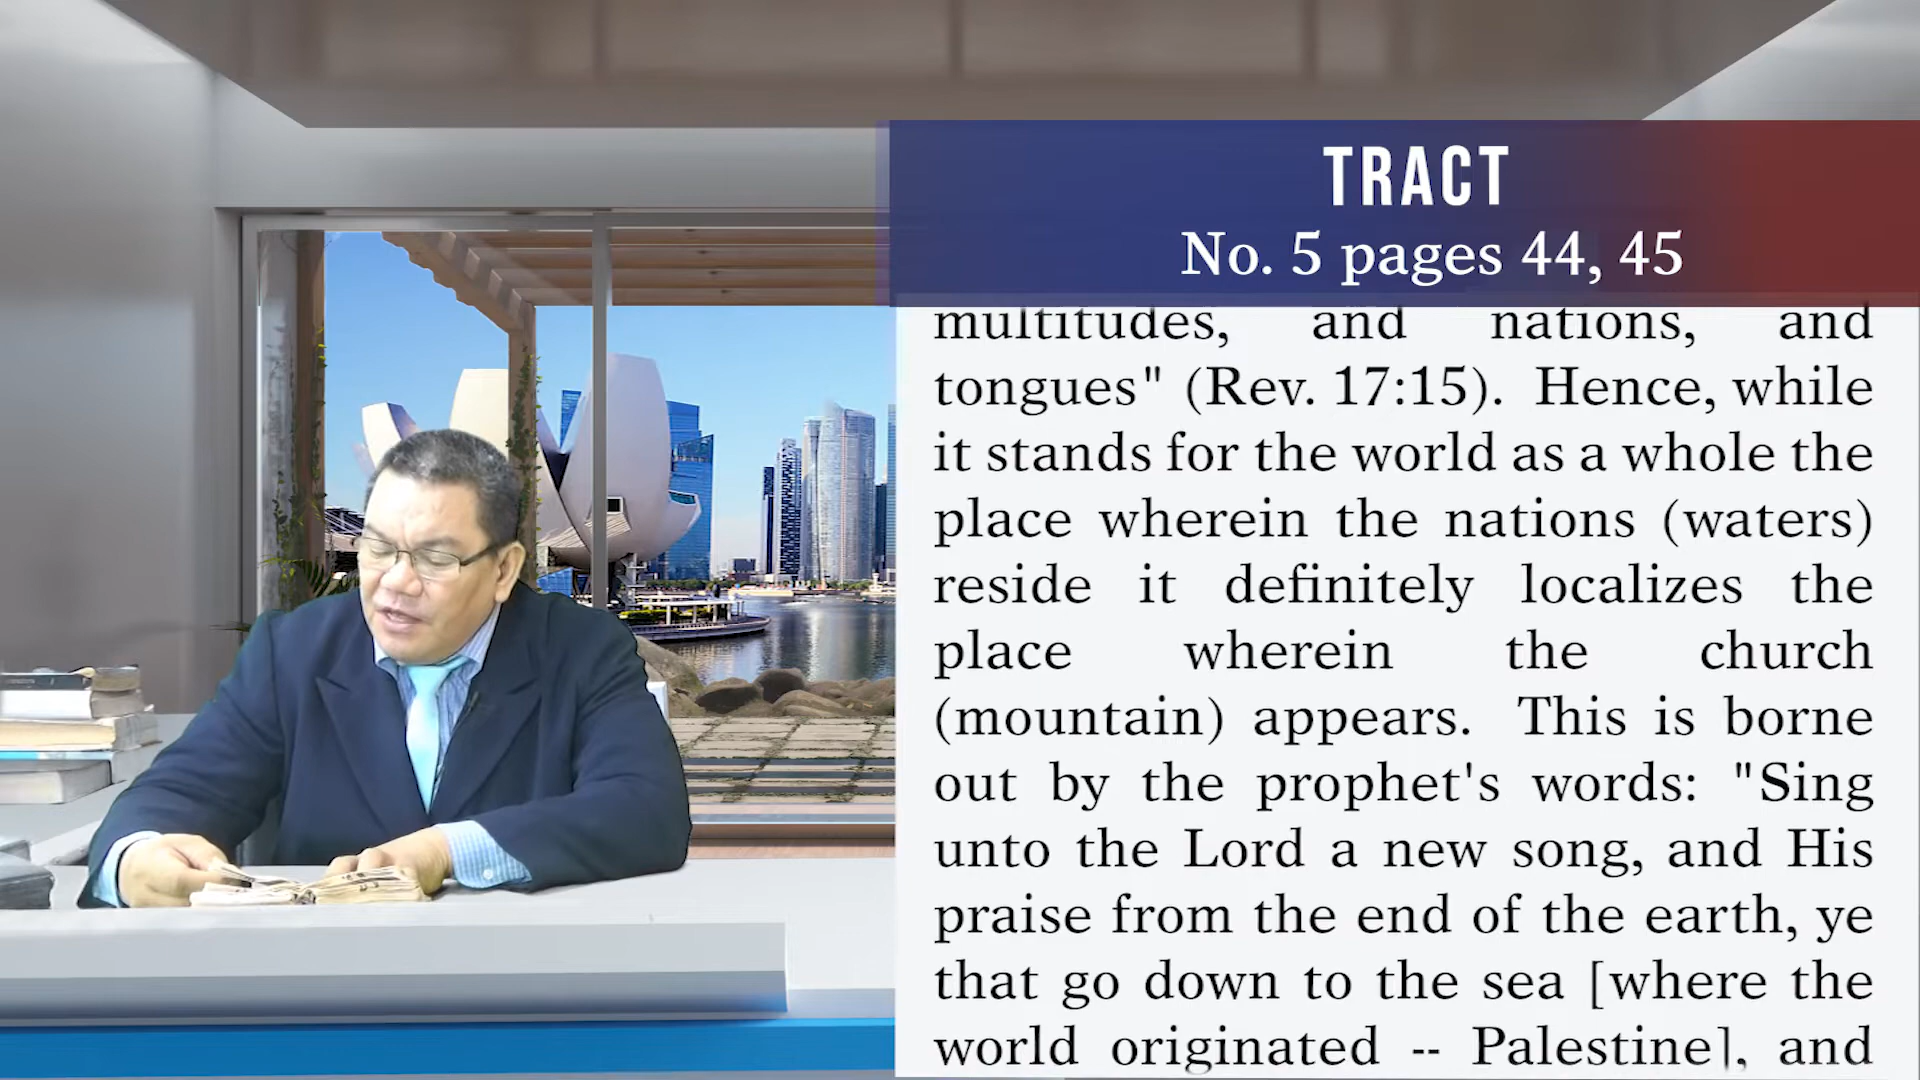 TRACT
No. 5 pages 44, 45
multitudes, and nations, and
tongues" (Rev. 17:15). Hence, while
it stands for the world as a whole the
place wherein the nations (waters)
reside it definitely localizes the
place wherein the church
(mountain) appears. This is borne
out by the prophet's words: "Sing
unto the Lord a new song, and His
praise from the end of the earth, ye
that go down to the sea [where the
world originated -- Palestine], and